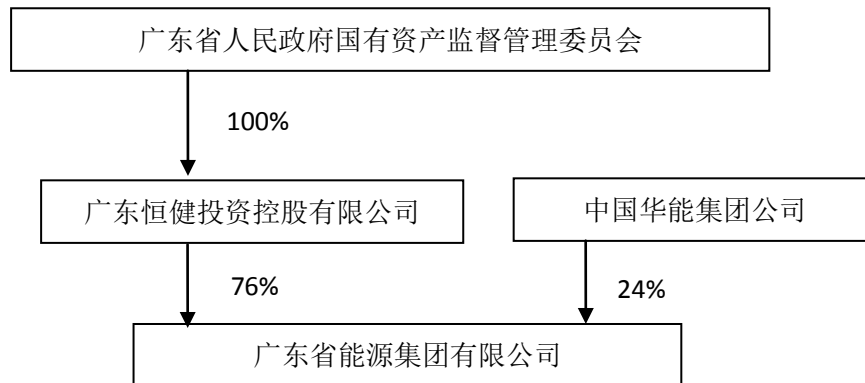 广东省人民政府国有资产监督管理委员会
100%
广东恒健投资控股有限公司
中国华能集团公司
76%
24%
广东省能源集团有限公司